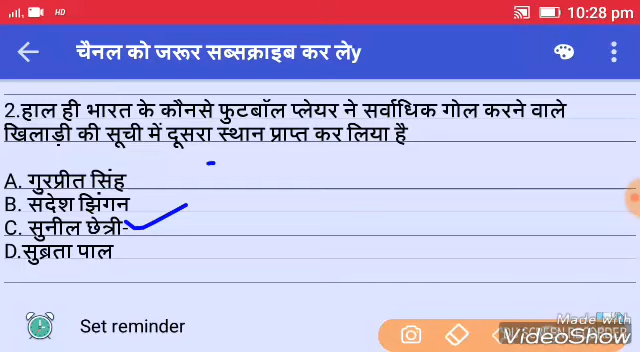 HD
10:28 pm
चैनल को जरूर सब्सक्राइब कर लेy
2.हाल ही भारत के कौनसे फुटबॉल प्लेयर ने सर्वाधिक गोल करने वाले
खिलाड़ी की सूची में दूसरा स्थान प्राप्त कर लिया है
A. गुरप्रीत सिंह
B. संदेश झिंगन
C. सुनील छेत्री-
D.सुब्रता पाल
Set reminder
Made with
VideoShow